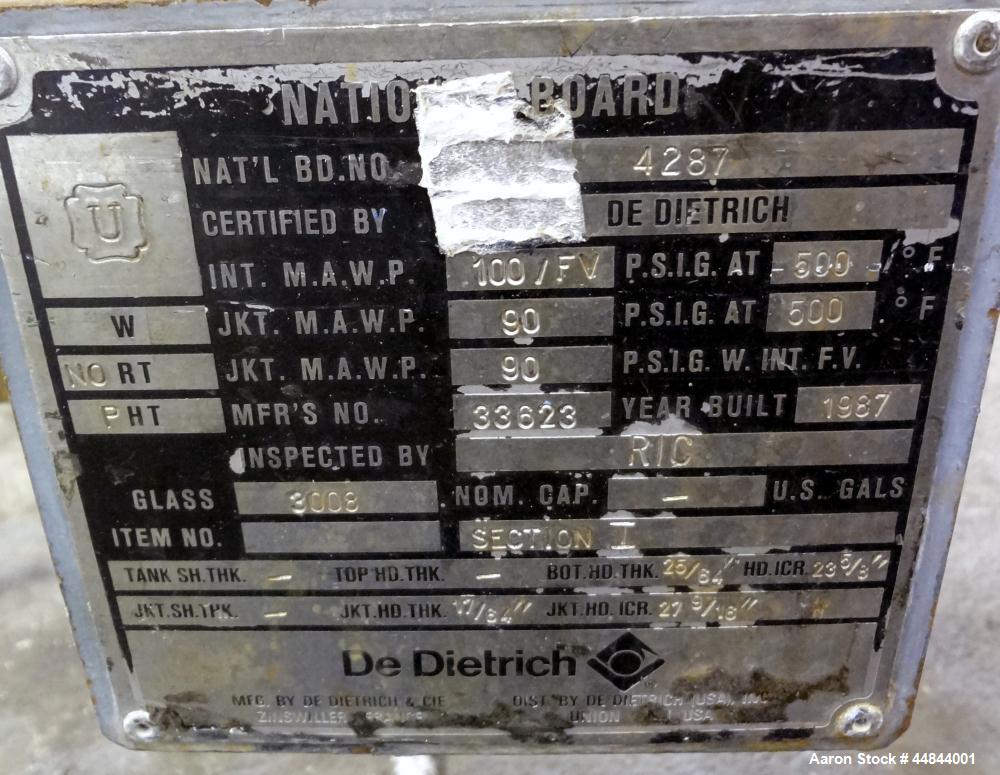 NATIO BOARD
U
NAT'L BD.NO 4287
CERTIFIED BY DE DIETRICH
INT. M.A.W.P. 100/FV P.S.I.G. AT -500-/°F
W JKT. M.A.W.P. 90 P.S.I.G. AT 500 °F
NO RT JKT. M.A.W.P. 90 P.S.I.G. W. INT. F.V.
PHT MFR'S NO. 33623 YEAR BUILT 1987
INSPECTED BY RIC
GLASS 3008 NOM. CAP. - U.S. GALS
ITEM NO. SECTION I
TANK SH.THK. - TOP HD.THK. - BOT.HD.THK. 25/64" HD.ICR. 23 5/3"
JKT.SH.THK. - JKT.HD.THK. 17/64" JKT.HD.ICR. 27 9/16"
De Dietrich
MFG. BY DE DIETRICH & CIE DIST. BY DE DIETRICH (USA), INC.
ZINSWILLER FRANCE UNION USA
Aaron Stock # 44844001